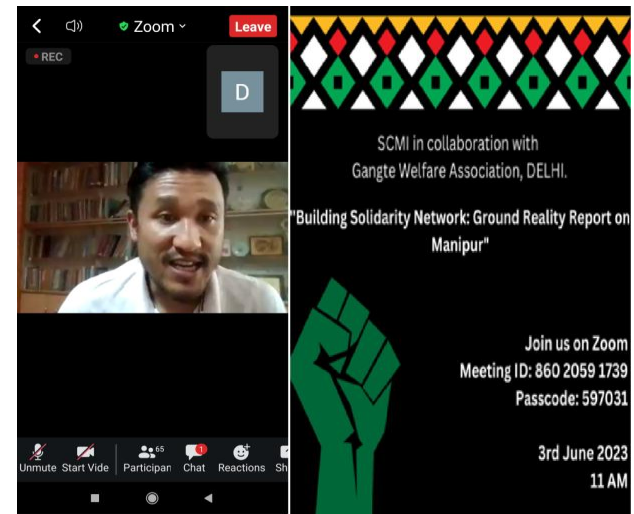 Zoom
Leave
REC
D
Unmute
Start Vide
Participan
65
Chat
1
Reactions
Sh
SCMI in collaboration with
Gangte Welfare Association, DELHI.
"Building Solidarity Network: Ground Reality Report on
Manipur"
Join us on Zoom
Meeting ID: 860 2059 1739
Passcode: 597031
3rd June 2023
11 AM